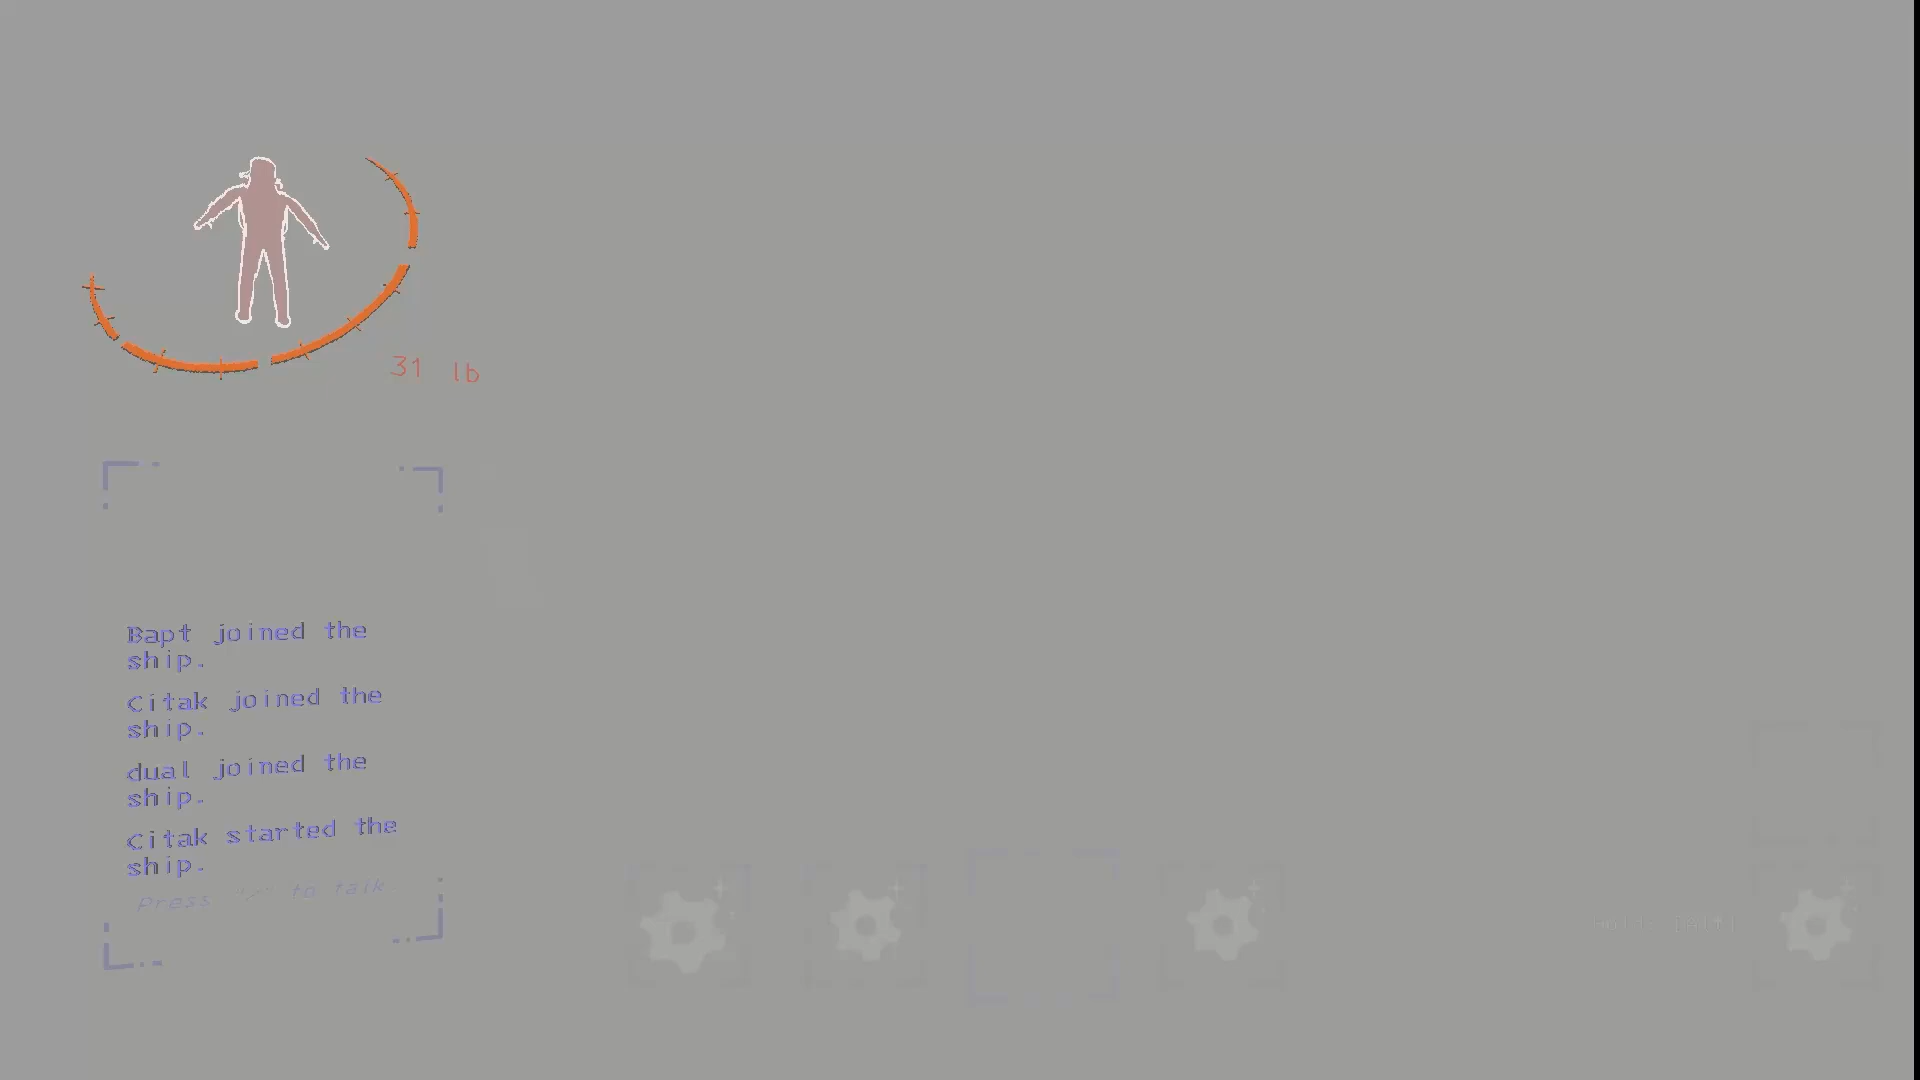 31 lb
Bapt joined the
ship.
Citak joined the
ship.
dual joined the
ship.
Citak started the
ship.
Press "/" to talk.